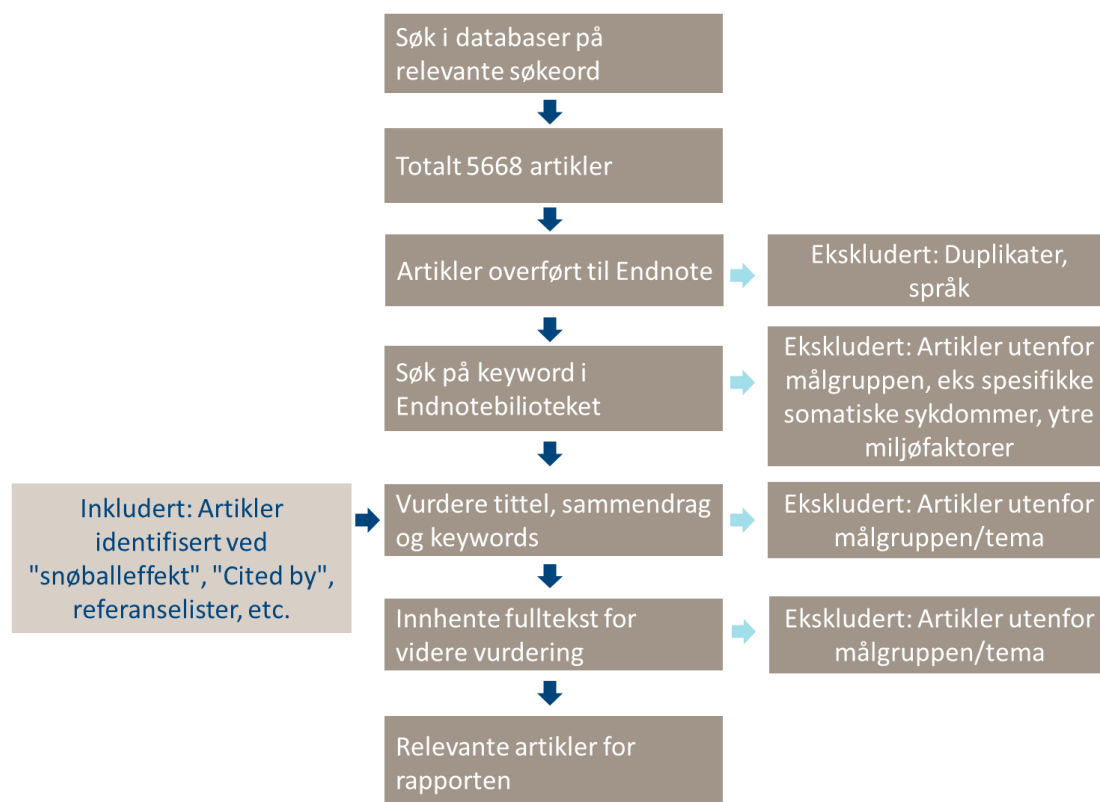 Søk i databaser på
relevante søkeord
Totalt 5668 artikler
Artikler overført til Endnote
Ekskludert: Duplikater,
språk
Søk på keyword i
Endnotebilioteket
Ekskludert: Artikler utenfor
målgruppen, eks spesifikke
somatiske sykdommer, ytre
miljøfaktorer
Inkludert: Artikler
identifisert ved
"snøballeffekt", "Cited by",
referanselister, etc.
Vurdere tittel, sammendrag
og keywords
Ekskludert: Artikler utenfor
målgruppen/tema
Innhente fulltekst for
videre vurdering
Ekskludert: Artikler utenfor
målgruppen/tema
Relevante artikler for
rapporten